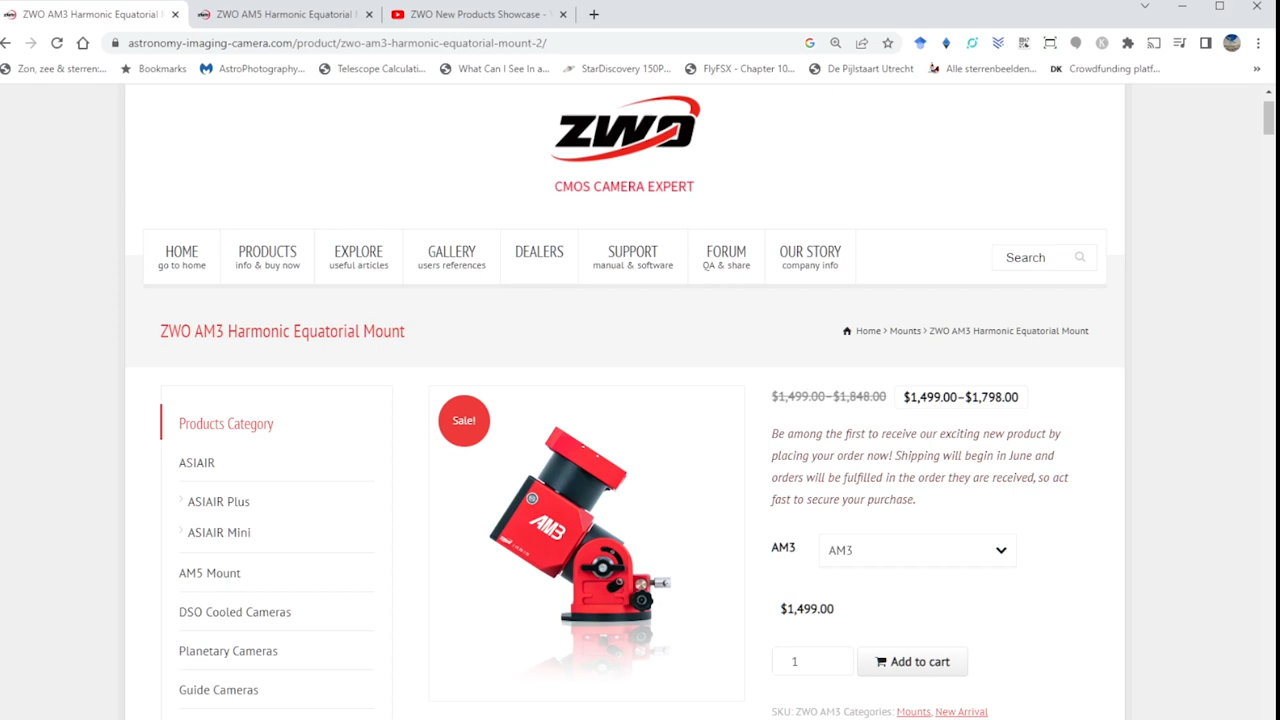 ZWO AM3 Harmonic Equatorial M
ZWO AM5 Harmonic Equatorial
ZWO New Products Showcase -
astronomy-imaging-camera.com/product/zwo-am3-harmonic-equatorial-mount-2/
Zon, zee & sterren:...
Bookmarks
AstroPhotography...
Telescope Calculati...
What Can I See In a...
StarDiscovery 150P...
FlyFSX - Chapter 10...
De Pijlstaart Utrecht
Alle sterrenbeelden...
DK Crowdfunding platf...
»
ZWO
CMOS CAMERA EXPERT
HOME
go to home
PRODUCTS
info & buy now
EXPLORE
useful articles
GALLERY
users references
DEALERS
SUPPORT
manual & software
FORUM
QA & share
OUR STORY
company info
Search
ZWO AM3 Harmonic Equatorial Mount
Home > Mounts > ZWO AM3 Harmonic Equatorial Mount
Products Category
ASIAIR
ASIAIR Plus
ASIAIR Mini
AM5 Mount
DSO Cooled Cameras
Planetary Cameras
Guide Cameras
Sale!
AM3
$1,499.00–$1,848.00 $1,499.00–$1,798.00
Be among the first to receive our exciting new product by
placing your order now! Shipping will begin in June and
orders will be fulfilled in the order they are received, so act
fast to secure your purchase.
AM3 AM3
$1,499.00
1 Add to cart
SKU: ZWO AM3 Categories: Mounts, New Arrival